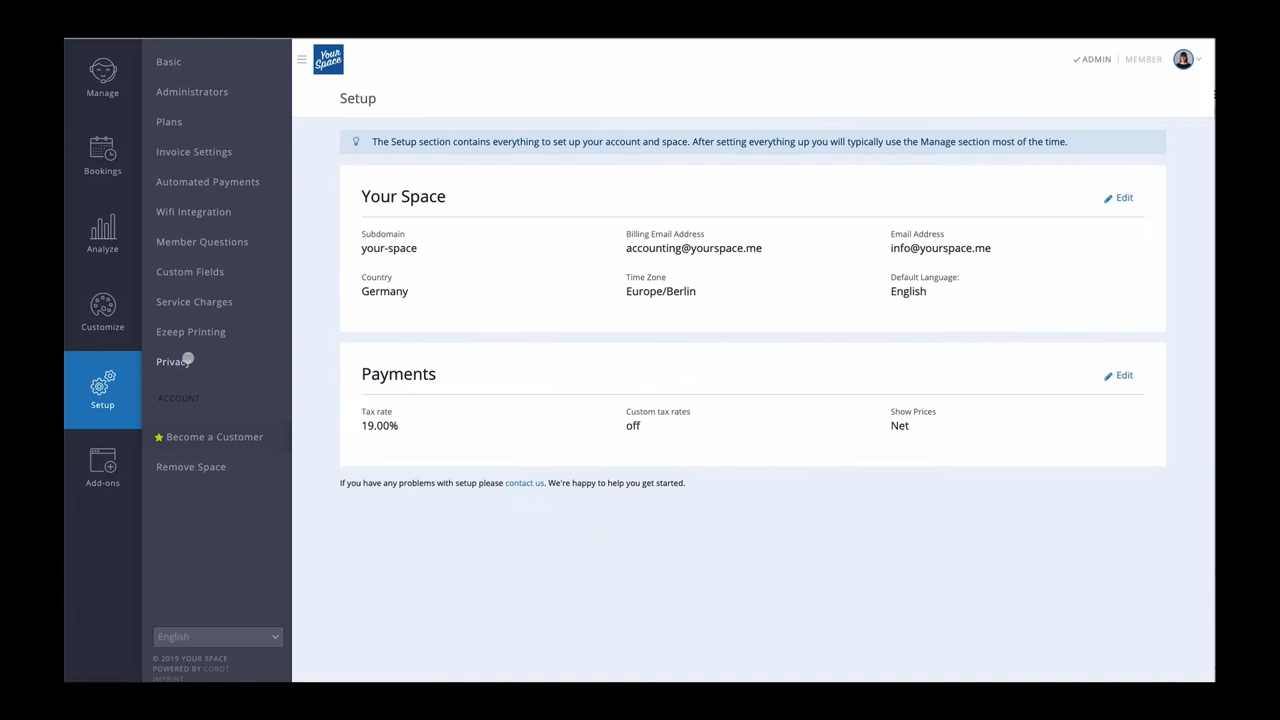 Manage
Bookings
Analyze
Customize
Setup
Add-ons
Basic
Administrators
Plans
Invoice Settings
Automated Payments
Wifi Integration
Member Questions
Custom Fields
Service Charges
Ezeep Printing
Privacy
ACCOUNT
Become a Customer
Remove Space
English
© 2019 YOUR SPACE
POWERED BY COBOT
IMPRINT
Your
Space
ADMIN | MEMBER
Setup
The Setup section contains everything to set up your account and space. After setting everything up you will typically use the Manage section most of the time.
Your Space
Edit
Subdomain
your-space
Billing Email Address
accounting@yourspace.me
Email Address
info@yourspace.me
Country
Germany
Time Zone
Europe/Berlin
Default Language:
English
Payments
Edit
Tax rate
19.00%
Custom tax rates
off
Show Prices
Net
If you have any problems with setup please contact us. We're happy to help you get started.